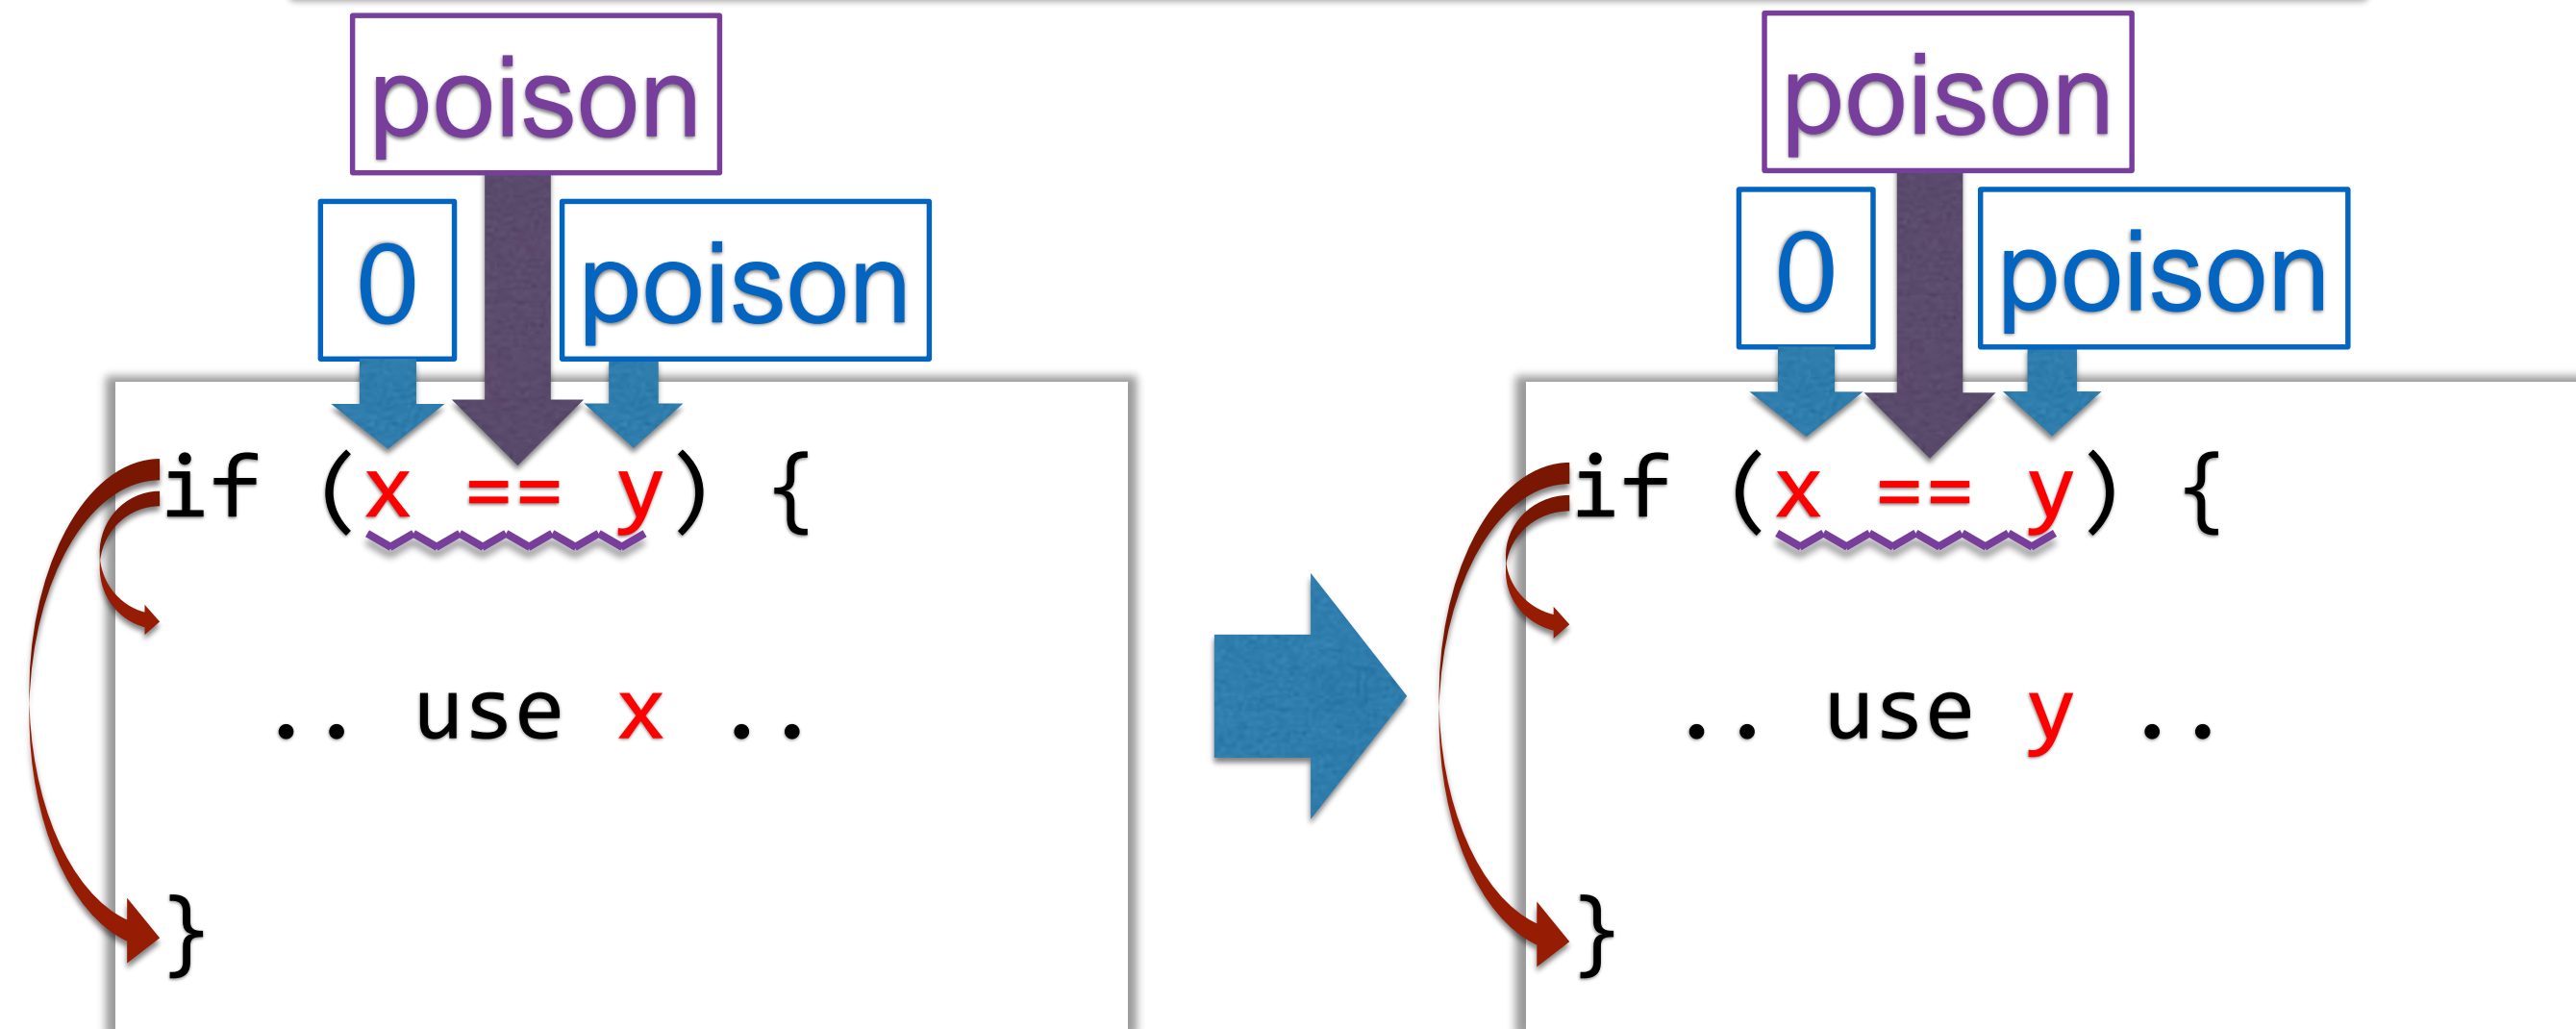 poison
0 poison
if (x == y) {
.. use x ..
}
poison
0 poison
if (x == y) {
.. use y ..
}